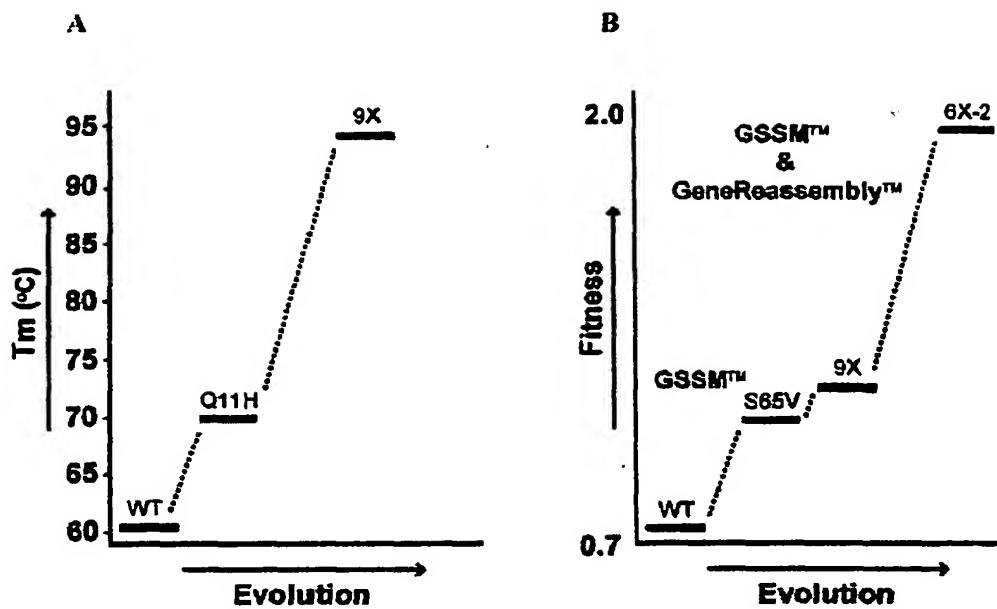 A
95
90
85
80
75
70
65
60
Tm (°C)
9X
Q11H
WT
Evolution
B
2.0
0.7
Fitness
6X-2
GSSM™
&
GeneReassembly™
9X
GSSM™
S65V
WT
Evolution